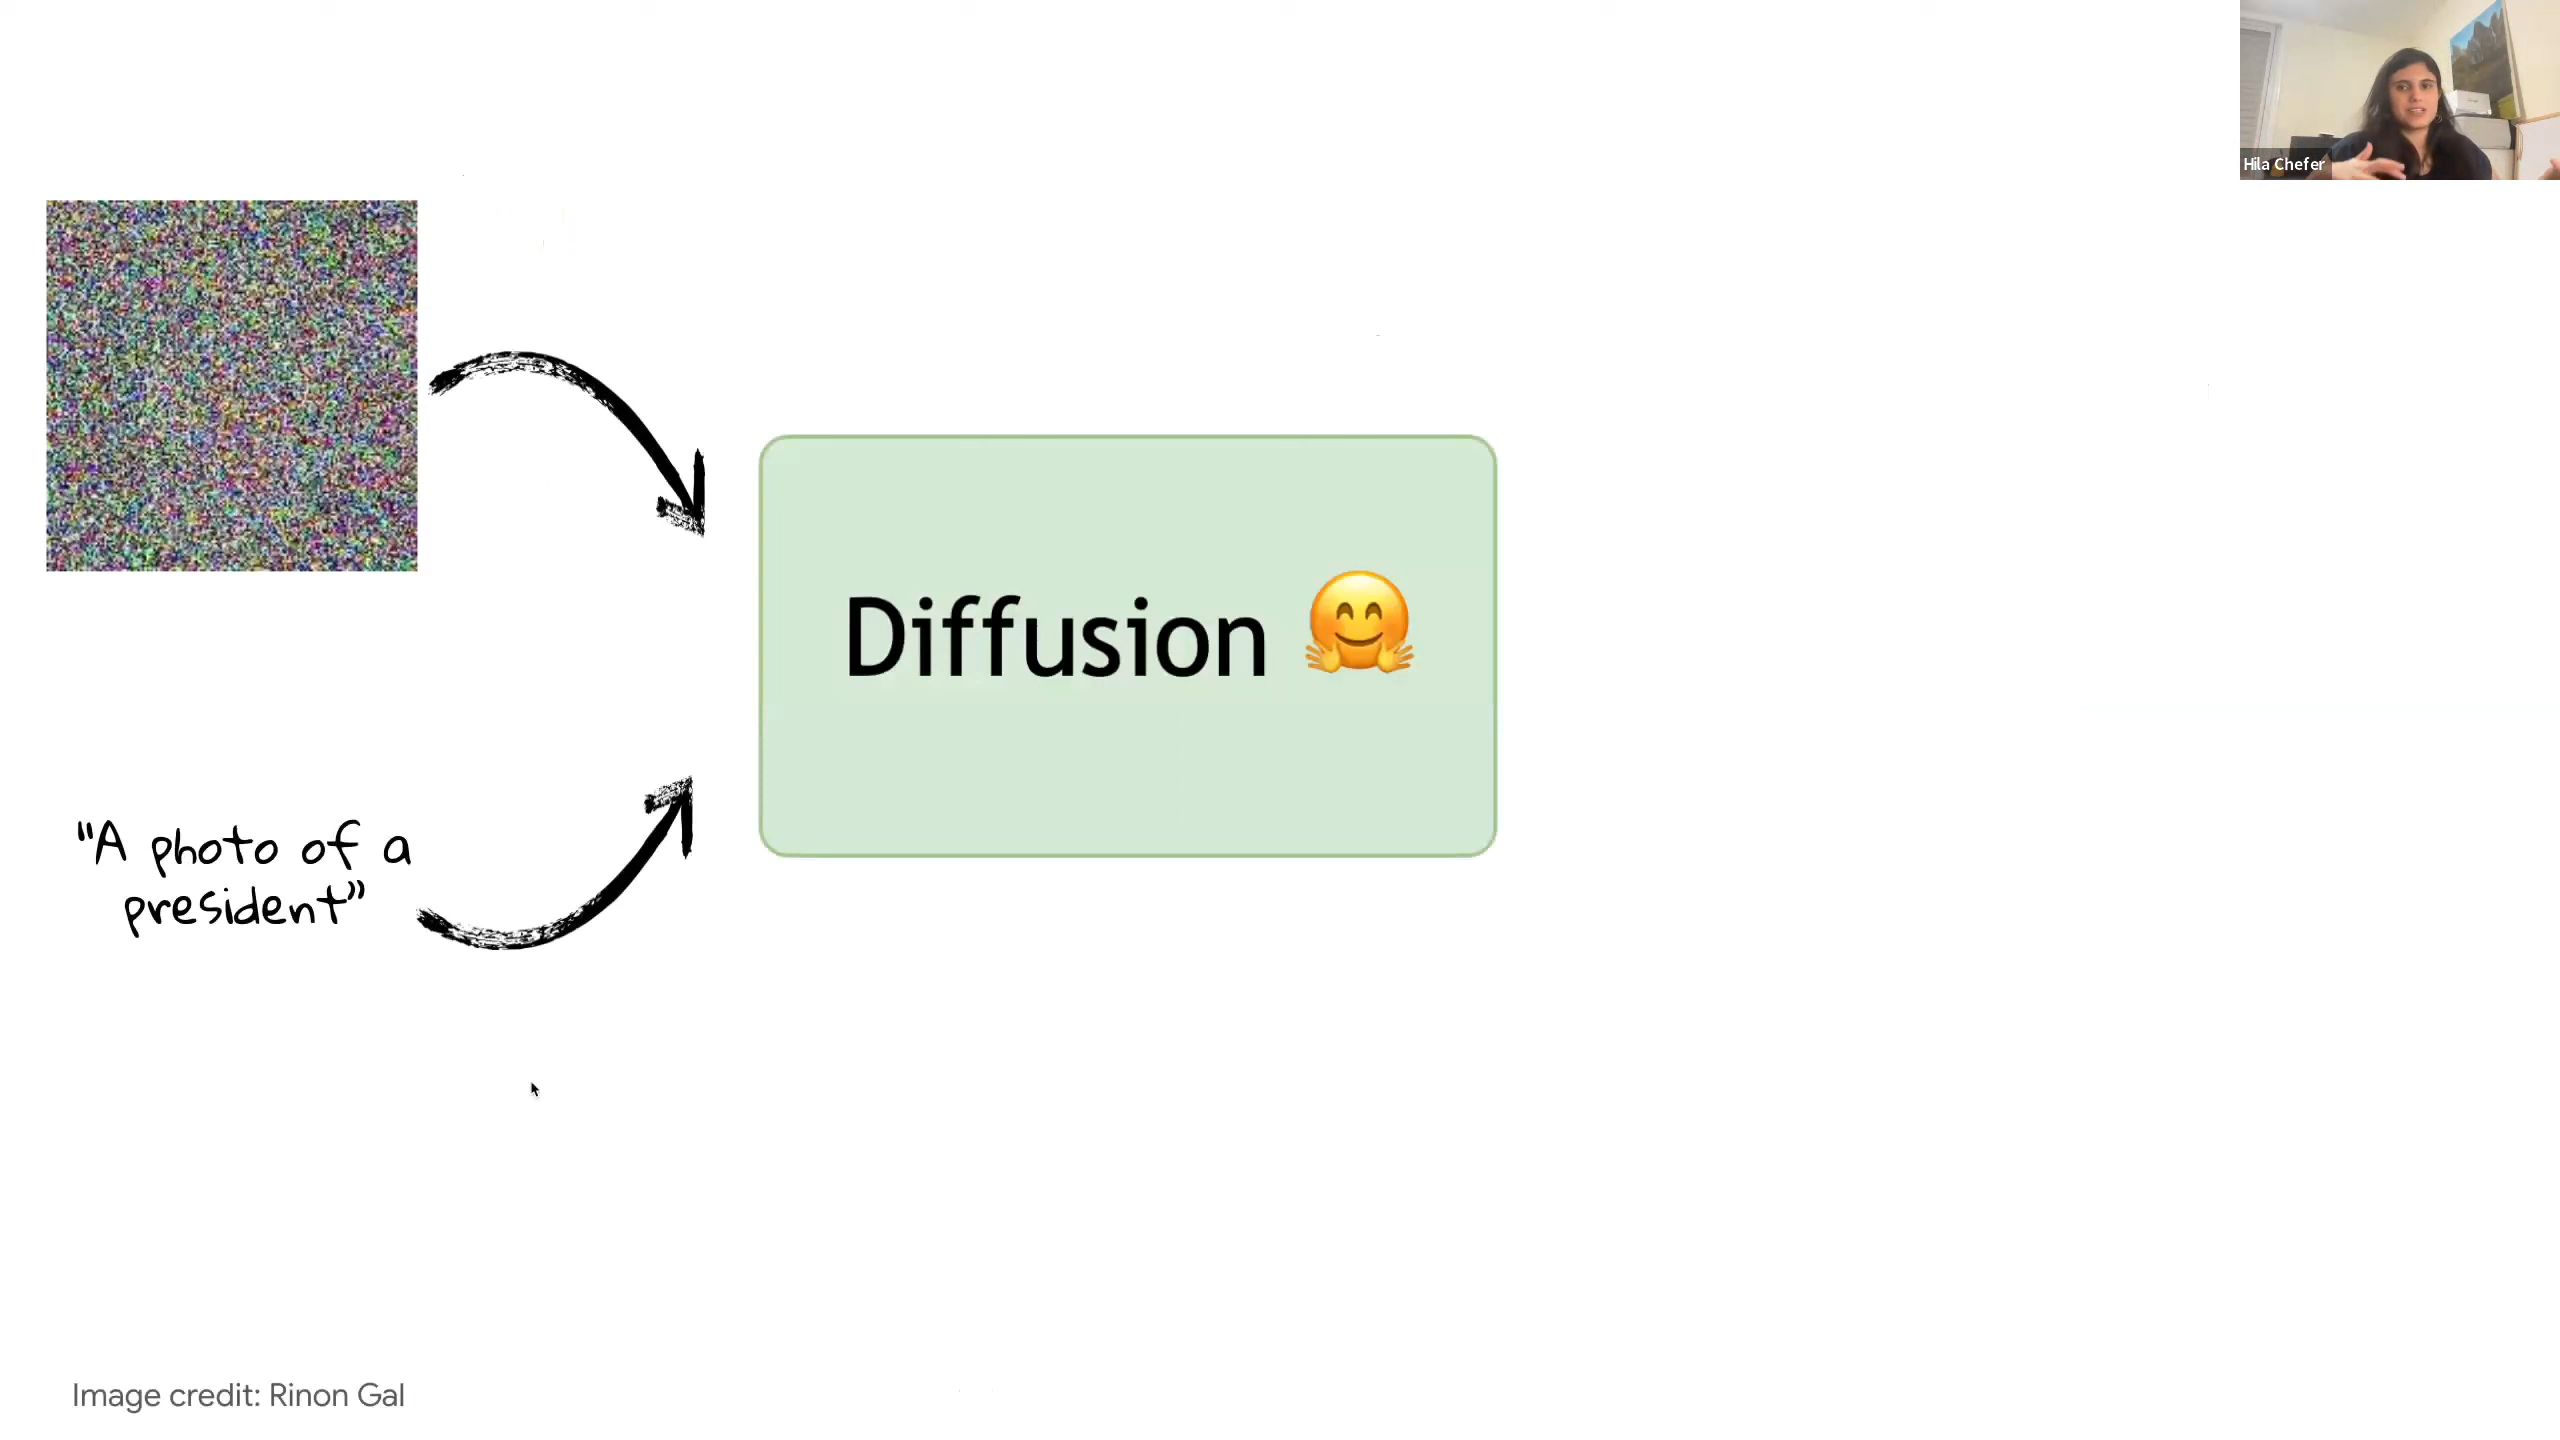 Hila Chefer
Diffusion 🤗
"A photo of a
president"
Image credit: Rinon Gal